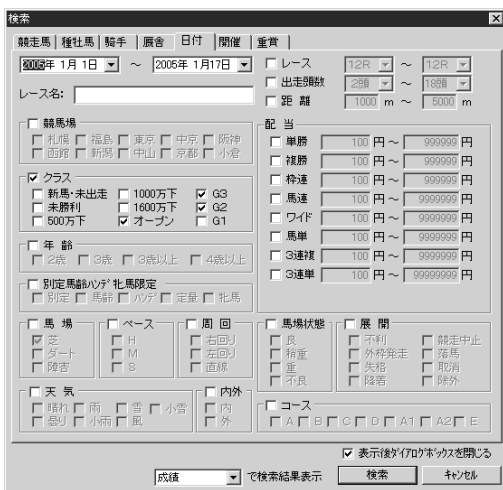 検索
競走馬 種牡馬 騎手 厩舎 日付 開催 重賞
2005年 1月 1日 ～ 2005年 1月17日
レース 12R ～ 12R
出走頭数 2頭 ～ 18頭
距 離 1000 m ～ 5000 m
レース名:
競馬場
札幌 福島 東京 中京 阪神
函館 新潟 中山 京都 小倉
クラス
新馬・未出走 1000万下 G3
未勝利 1600万下 G2
500万下 オープン G1
年 齢
2歳 3歳 3歳以上 4歳以上
別定馬齢ハンデ牝馬限定
別定 馬齢 ハンデ 定量 牝馬
配 当
単勝 100 円 ～ 999999 円
複勝 100 円 ～ 999999 円
枠連 100 円 ～ 999999 円
馬連 100 円 ～ 9999999 円
ワイド 100 円 ～ 9999999 円
馬単 100 円 ～ 9999999 円
3連複 100 円 ～ 9999999 円
3連単 100 円 ～ 99999999 円
馬 場
芝
ダート
障害
ペース
H
M
S
周 回
右回り
左回り
直線
馬場状態
良
稍重
重
不良
展 開
不利 競走中止
外枠発走 落馬
失格 取消
降着 除外
天 気
晴れ 雨 雪 小雪
曇り 小雨 風
内外
内
外
コース
A B C D A1 A2 E
表示後ダイアログボックスを閉じる
成績 で検索結果表示 検索 キャンセル